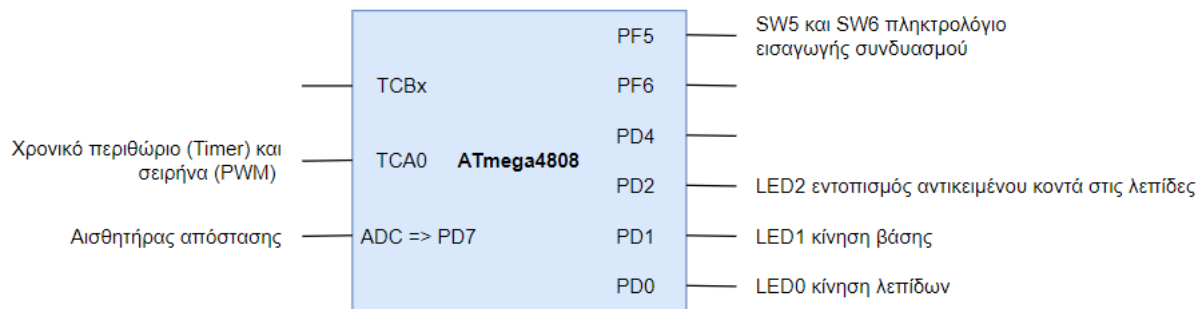 SW5 και SW6 πληκτρολόγιο
εισαγωγής συνδυασμού
PF5
TCBx
PF6
PD4
Χρονικό περιθώριο (Timer) και
σειρήνα (PWM)
TCA0
ATmega4808
PD2
LED2 εντοπισμός αντικειμένου κοντά στις λεπίδες
Αισθητήρας απόστασης
ADC => PD7
PD1
LED1 κίνηση βάσης
PD0
LED0 κίνηση λεπίδων